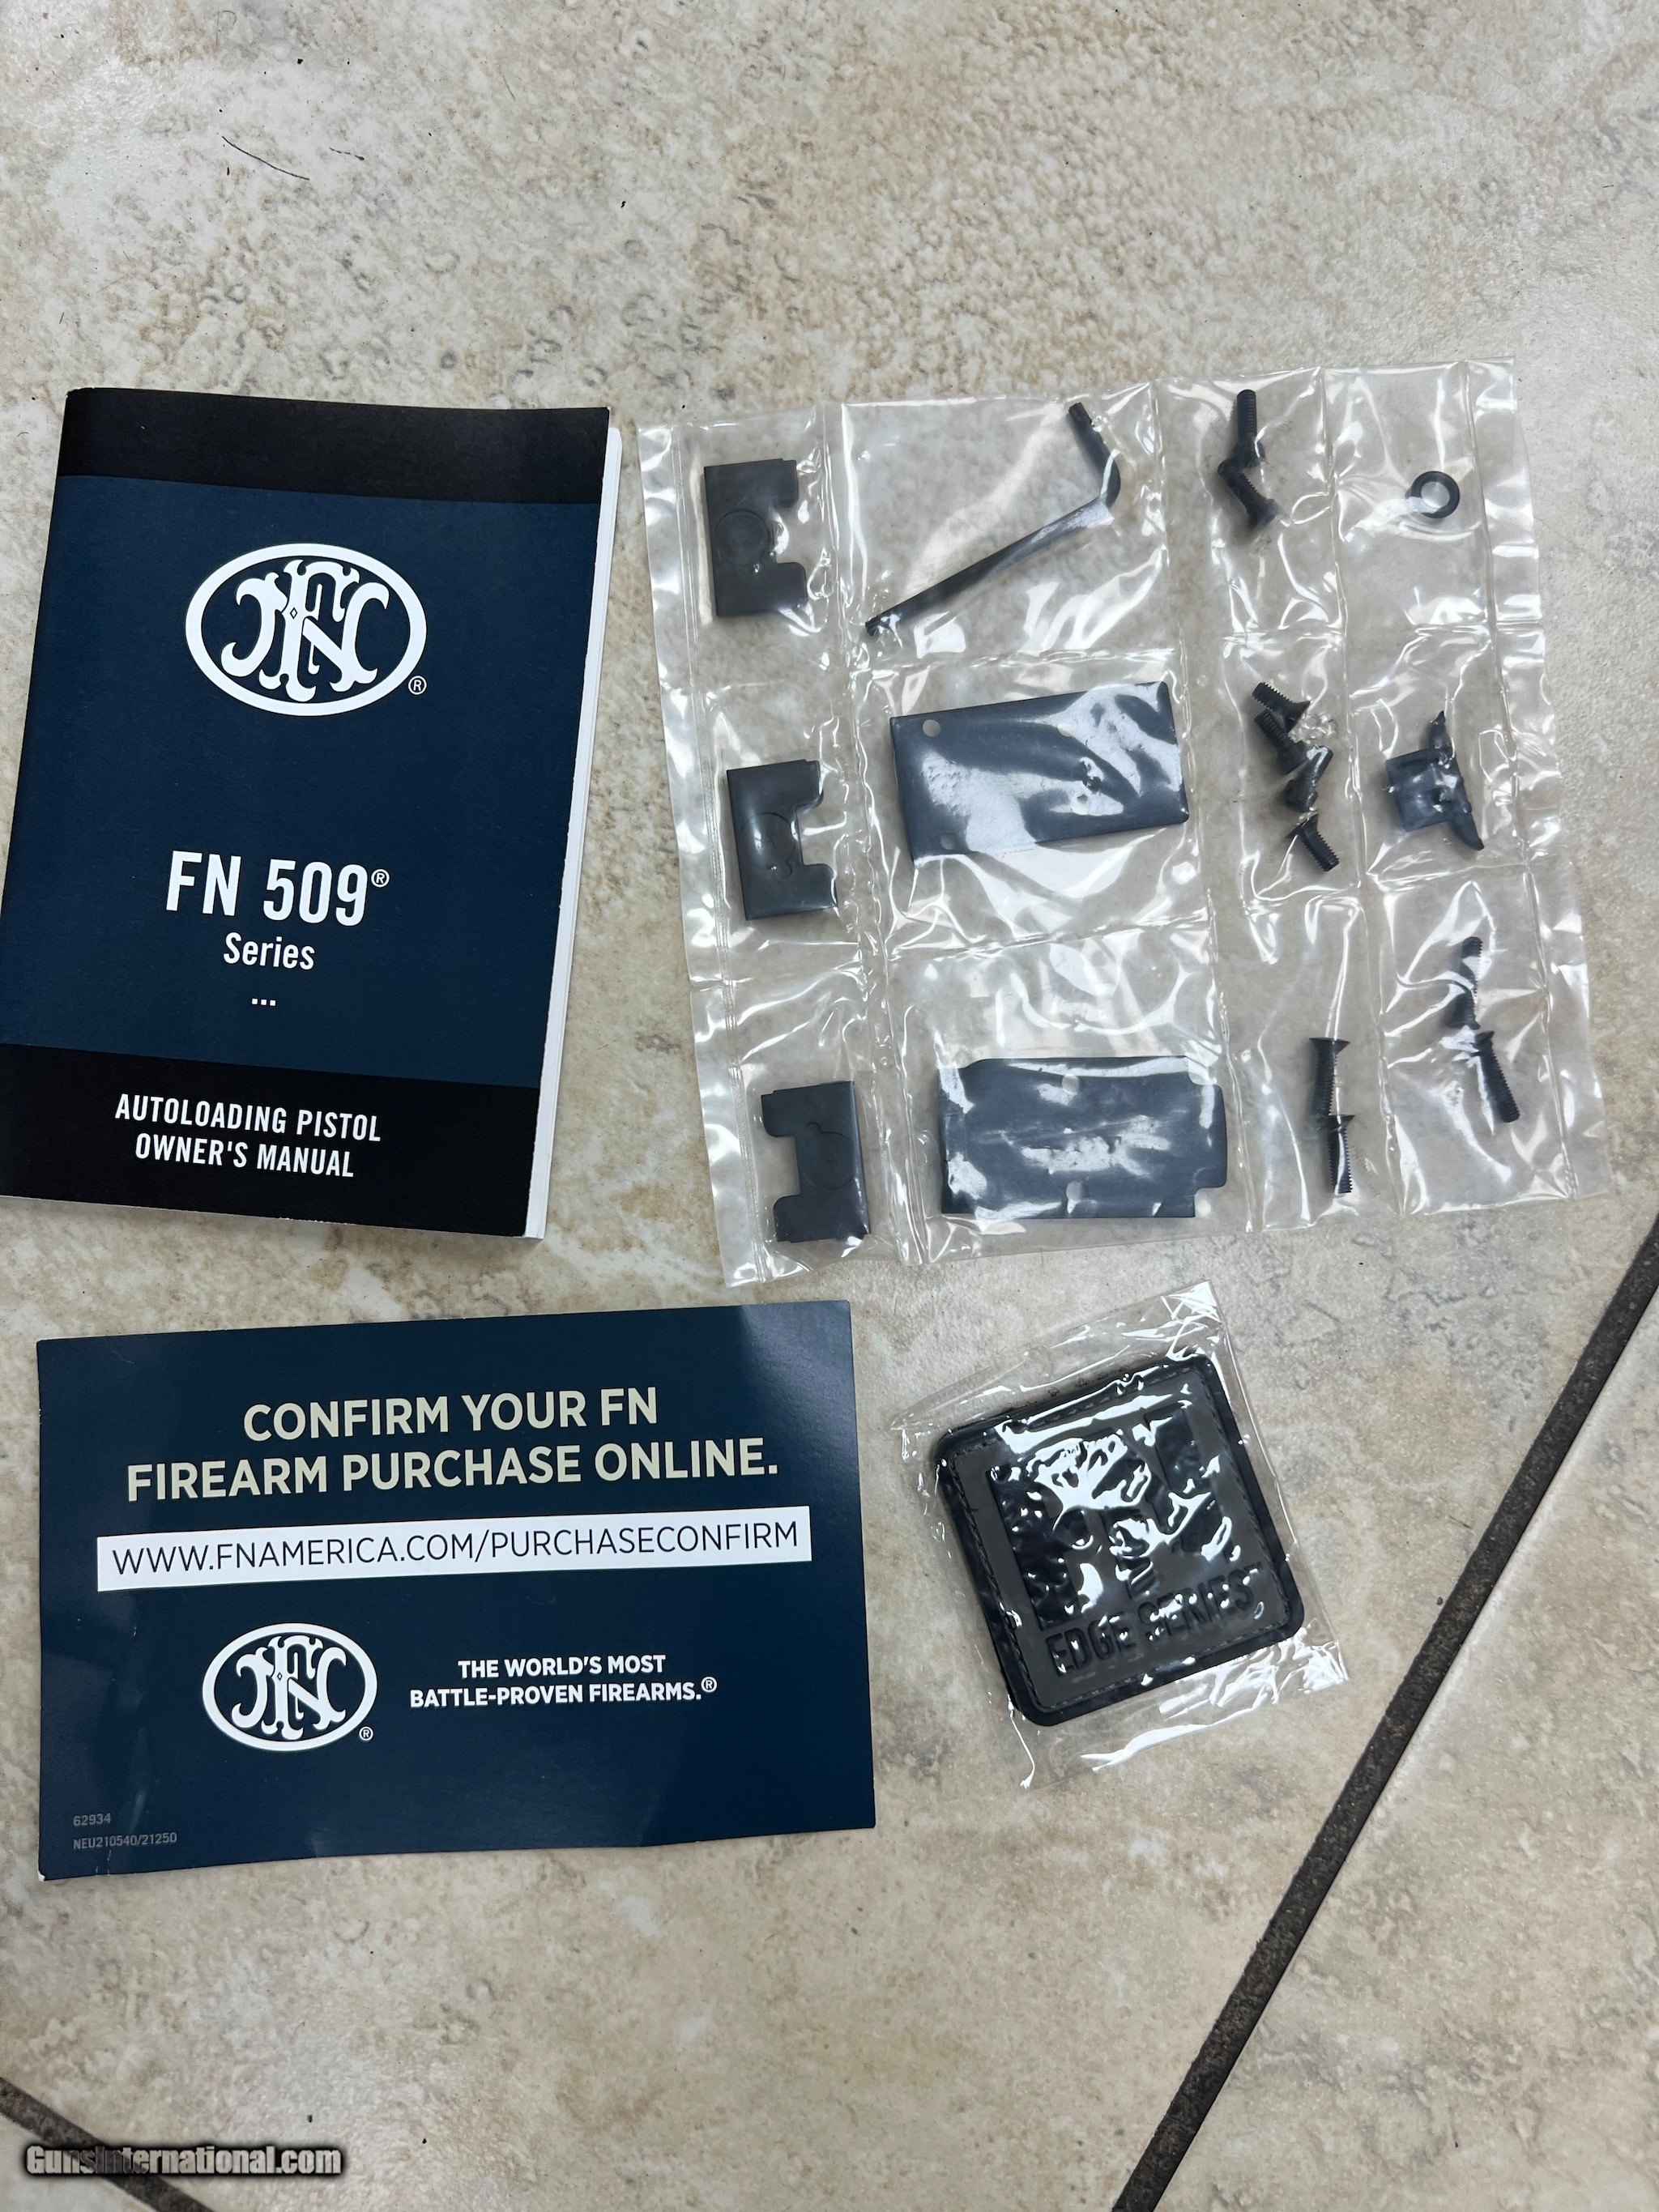 FN
®
FN 509®
Series
...
AUTOLOADING PISTOL
OWNER'S MANUAL
CONFIRM YOUR FN
FIREARM PURCHASE ONLINE.
WWW.FNAMERICA.COM/PURCHASECONFIRM
FN
®
THE WORLD'S MOST
BATTLE-PROVEN FIREARMS.®
62934
NEU210540/21250
EDGE SERIES
GunsInternational.com